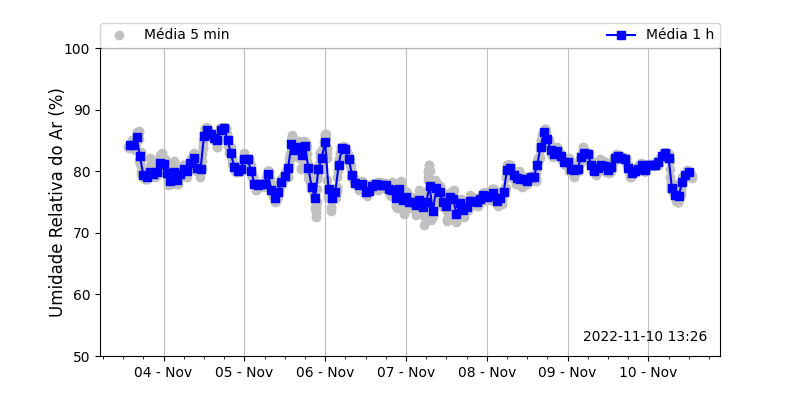 Média 5 min
Média 1 h
Umidade Relativa do Ar (%)
100
90
80
70
60
50
2022-11-10 13:26
04 - Nov
05 - Nov
06 - Nov
07 - Nov
08 - Nov
09 - Nov
10 - Nov